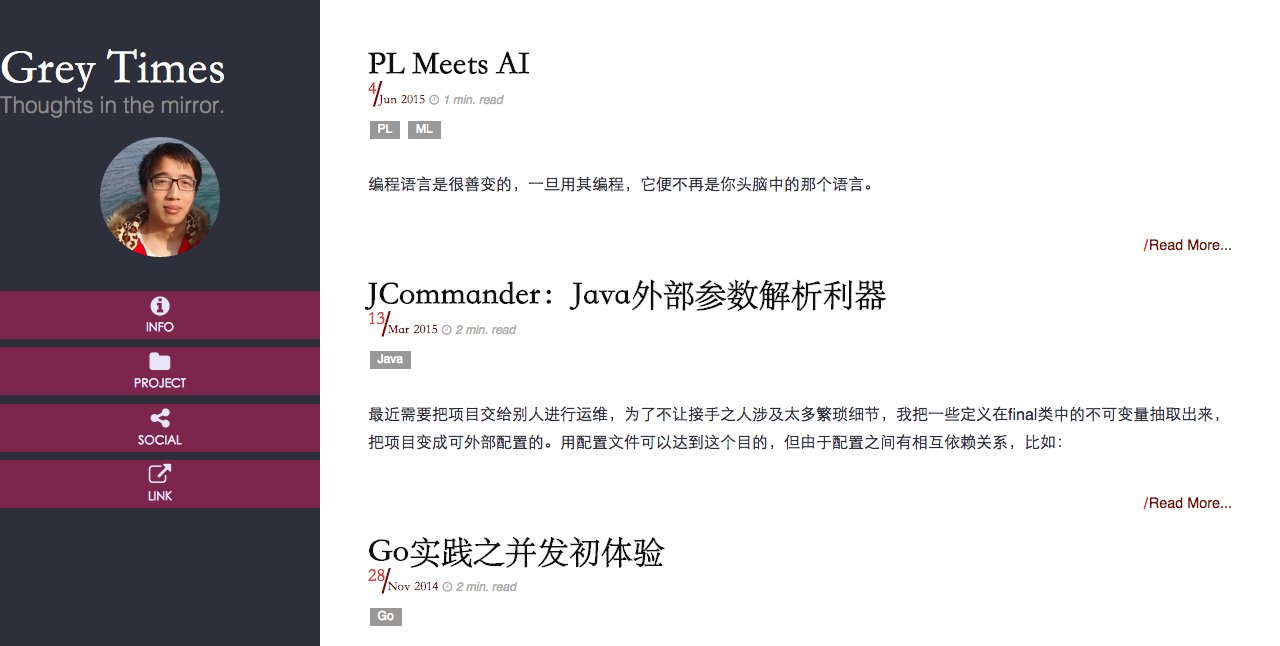 Grey Times
Thoughts in the mirror.
INFO
PROJECT
SOCIAL
LINK
PL Meets AI
4/Jun 2015 1 min. read
PL ML
编程语言是很善变的，一旦用其编程，它便不再是你头脑中的那个语言。
/Read More...
JCommander：Java外部参数解析利器
13/Mar 2015 2 min. read
Java
最近需要把项目交给别人进行运维，为了不让接手之人涉及太多繁琐细节，我把一些定义在final类中的不可变量抽取出来，
把项目变成可外部配置的。用配置文件可以达到这个目的，但由于配置之间有相互依赖关系，比如：
/Read More...
Go实践之并发初体验
28/Nov 2014 2 min. read
Go